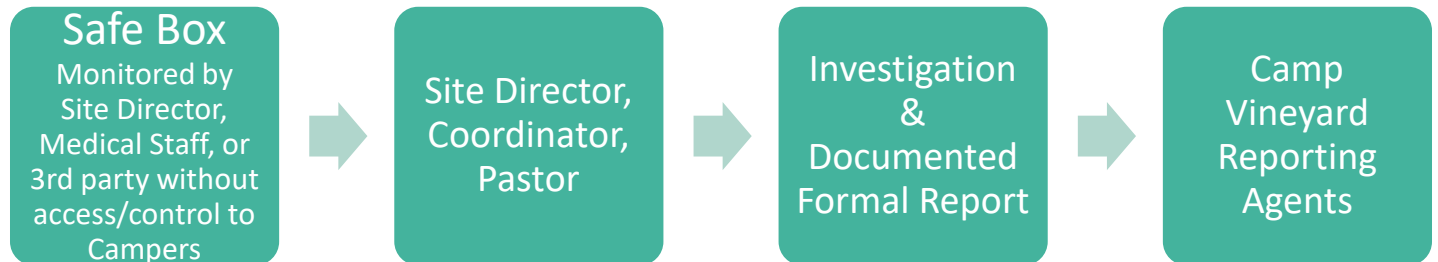 Safe Box
Monitored by
Site Director,
Medical Staff, or
3rd party without
access/control to
Campers
Site Director,
Coordinator,
Pastor
Investigation
&
Documented
Formal Report
Camp
Vineyard
Reporting
Agents